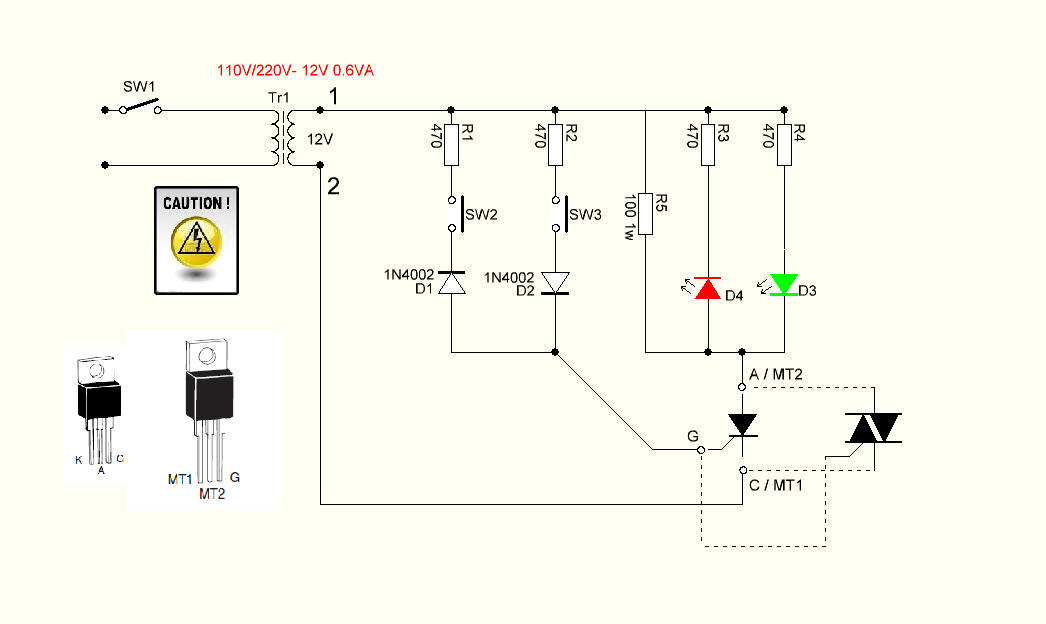 110V/220V- 12V 0.6VA
SW1
Tr1
1
12V
2
R1
470
R2
470
R3
470
R4
470
R5
100 1w
SW2
SW3
CAUTION !
1N4002
D1
1N4002
D2
D4
D3
A / MT2
G
C / MT1
K
A
G
MT1
MT2
G